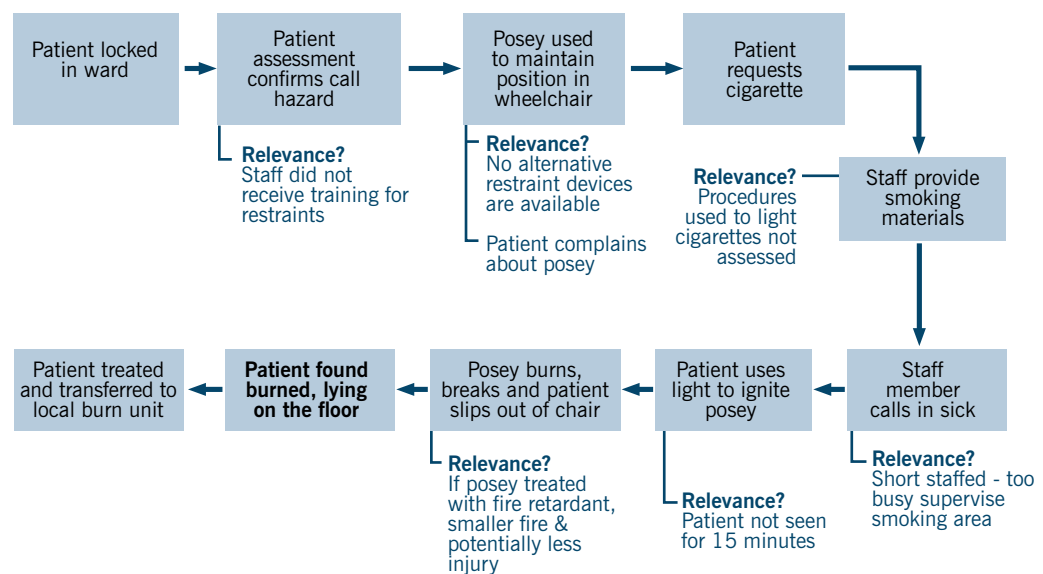 Patient locked
in ward
Patient
assessment
confirms call
hazard
Relevance?
Staff did not
receive training for
restraints
Posey used
to maintain
position in
wheelchair
Relevance?
No alternative
restraint devices
are available
Patient complains
about posey
Patient
requests
cigarette
Staff provide
smoking
materials
Relevance?
Procedures
used to light
cigarettes not
assessed
Staff
member
calls in sick
Relevance?
Short staffed - too
busy supervise
smoking area
Patient uses
light to ignite
posey
Relevance?
Patient not seen
for 15 minutes
Posey burns,
breaks and patient
slips out of chair
Relevance?
If posey treated
with fire retardant,
smaller fire &
potentially less
injury
Patient found
burned, lying
on the floor
Patient treated
and transferred to
local burn unit